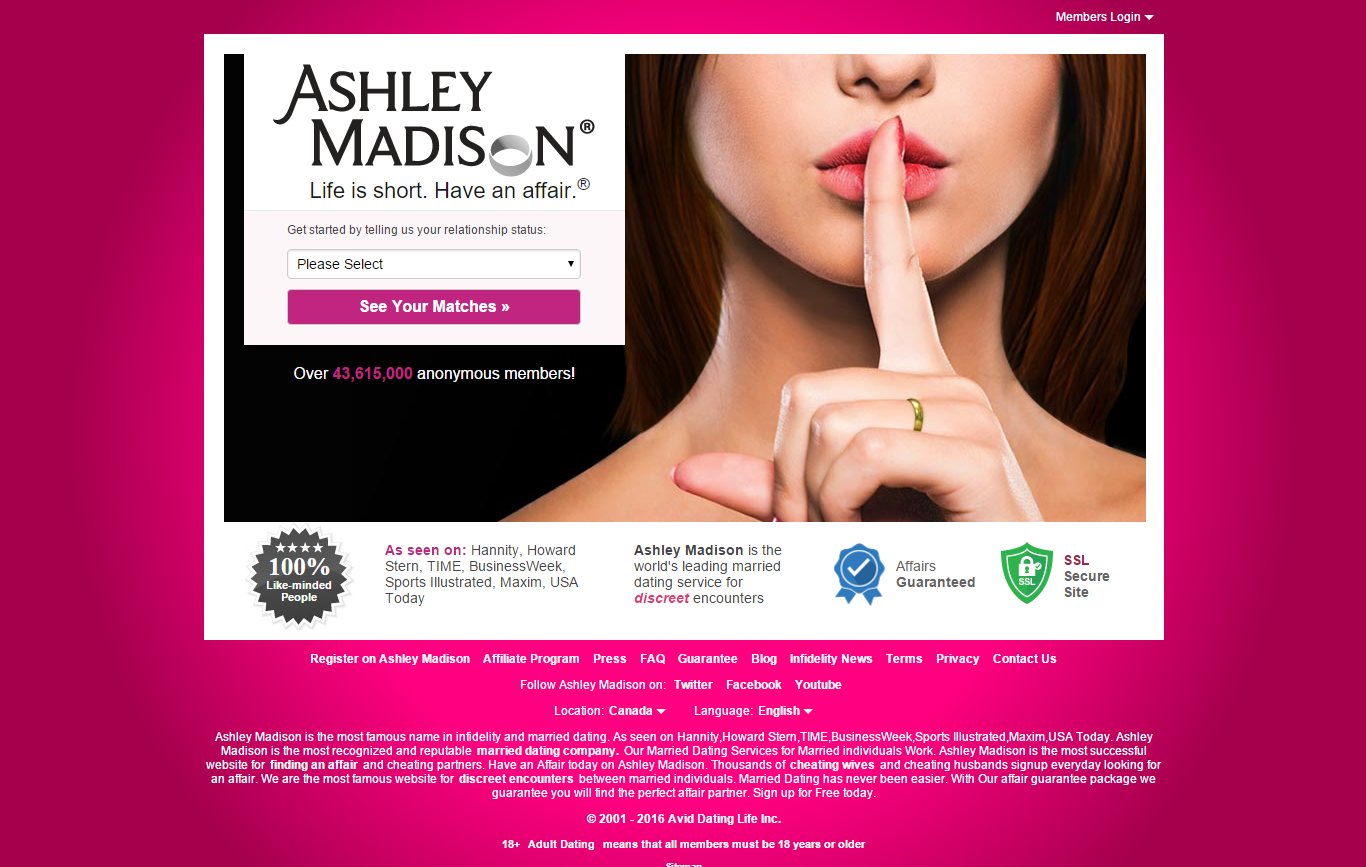 Members Login
ASHLEY
MADISON®
Life is short. Have an affair.®
Get started by telling us your relationship status:
Please Select
See Your Matches »
Over 43,615,000 anonymous members!
100%
Like-minded
People
As seen on: Hannity, Howard
Stern, TIME, BusinessWeek,
Sports Illustrated, Maxim, USA
Today
Ashley Madison is the
world's leading married
dating service for
discreet encounters
Affairs
Guaranteed
SSL
SSL
Secure
Site
Register on Ashley Madison Affiliate Program Press FAQ Guarantee Blog Infidelity News Terms Privacy Contact Us
Follow Ashley Madison on: Twitter Facebook Youtube
Location: Canada Language: English
Ashley Madison is the most famous name in infidelity and married dating. As seen on Hannity,Howard Stern,TIME,BusinessWeek,Sports Illustrated,Maxim,USA Today. Ashley
Madison is the most recognized and reputable married dating company. Our Married Dating Services for Married individuals Work. Ashley Madison is the most successful
website for finding an affair and cheating partners. Have an Affair today on Ashley Madison. Thousands of cheating wives and cheating husbands signup everyday looking for
an affair. We are the most famous website for discreet encounters between married individuals. Married Dating has never been easier. With Our affair guarantee package we
guarantee you will find the perfect affair partner. Sign up for Free today.
© 2001 - 2016 Avid Dating Life Inc.
18+ Adult Dating means that all members must be 18 years or older
Sitemap